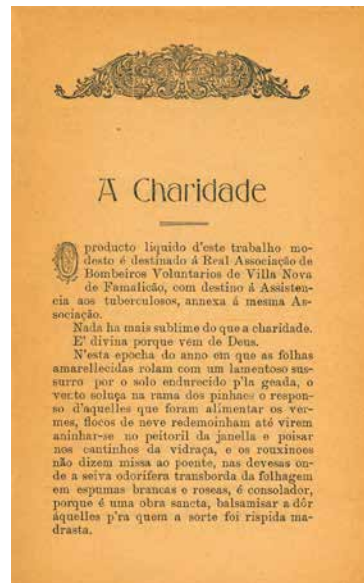 A Charidade
O producto liquido d'este trabalho mo-
desto é destinado á Real Associação de
Bombeiros Voluntarios de Villa Nova
de Famalicão, com destino á Assisten-
cia aos tuberculosos, annexa á mesma As-
sociação.
Nada ha mais sublime do que a charidade.
E' divina porque vem de Deus.
N'esta epocha do anno em que as folhas
amarellecidas rolam com um lamentoso sus-
surro por o solo endurecido p'la geada, o
vento soluça na rama dos pinhaes o respon-
so d'aquelles que foram alimentar os ver-
mes, flocos de neve redemoinham até virem
aninhar-se no peitoril da janella e poisar
nos cantinhos da vidraça, e os rouxinoes
não dizem missa ao poente, nas devesas on-
de a seiva odorifera transborda da folhagem
em espumas brancas e roseas, é consolador,
porque é uma obra sancta, balsamisar a dôr
áquelles p'ra quem a sorte foi rispida ma-
drasta.